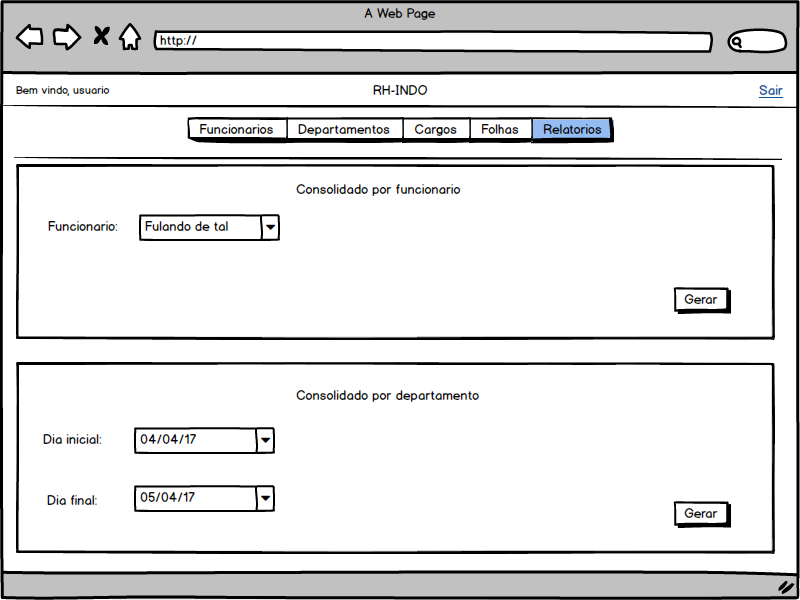 A Web Page
http://
Bem vindo, usuario
RH-INDO
Sair
Funcionarios Departamentos Cargos Folhas Relatorios
Consolidado por funcionario
Funcionario: Fulando de tal
Gerar
Consolidado por departamento
Dia inicial: 04/04/17
Dia final: 05/04/17
Gerar